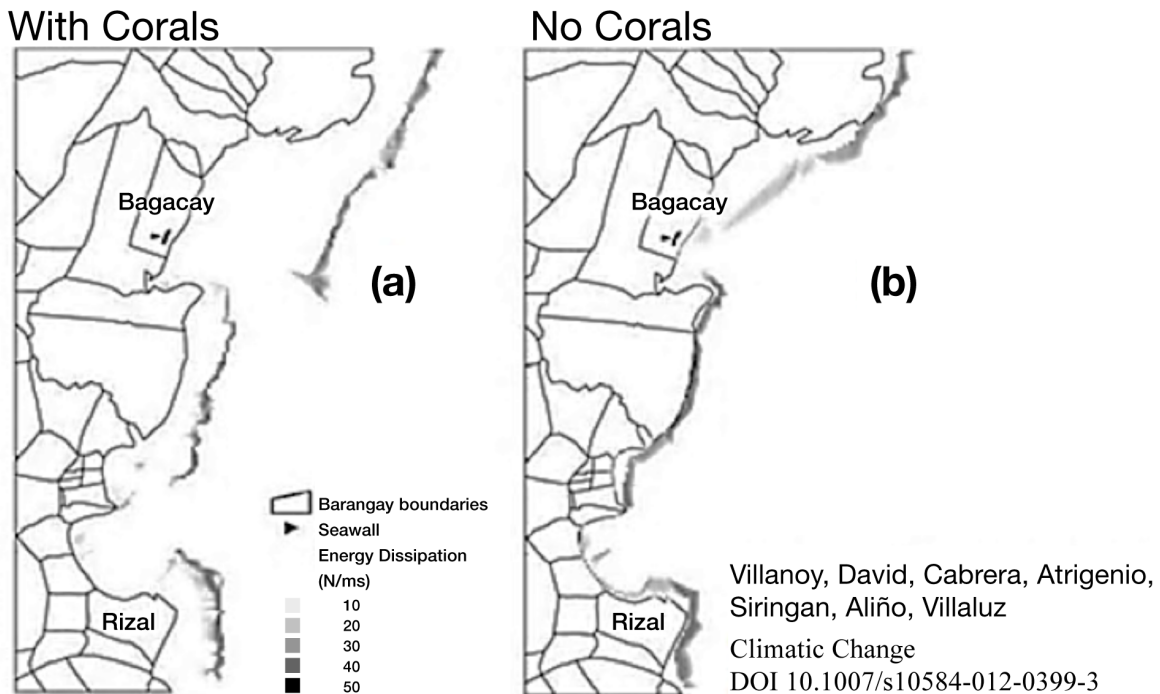 With Corals
No Corals
Bagacay
Bagacay
(a)
(b)
Barangay boundaries
Seawall
Energy Dissipation
(N/ms)
10
20
30
40
50
Rizal
Rizal
Villanoy, David, Cabrera, Atrigenio,
Siringan, Aliño, Villaluz
Climatic Change
DOI 10.1007/s10584-012-0399-3